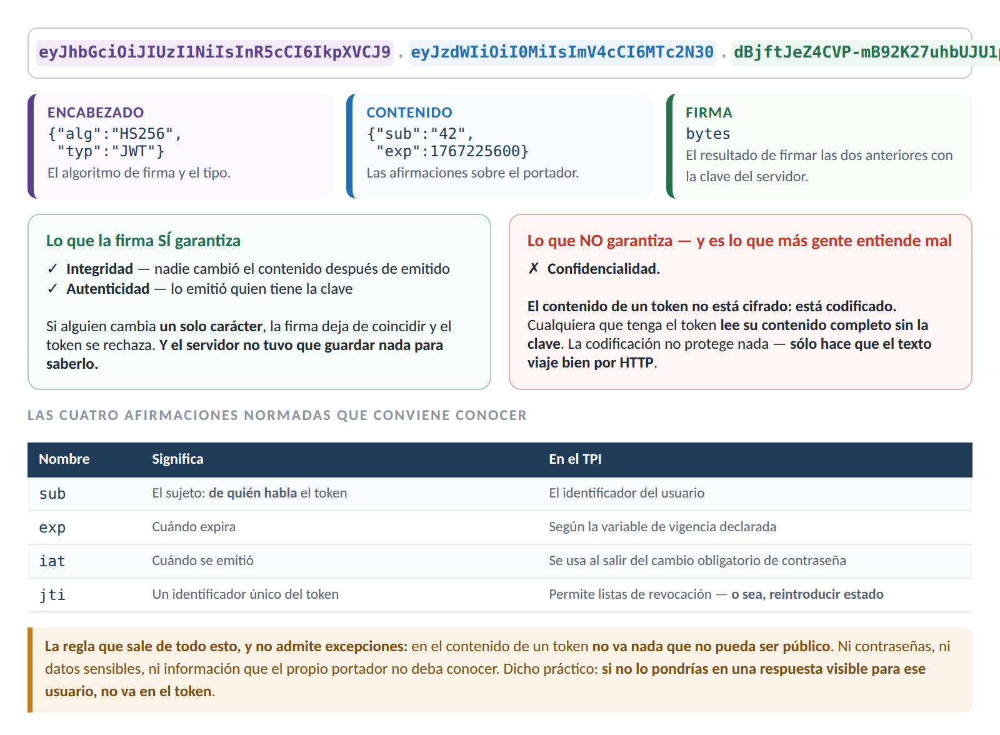 eyJhbGciOiJIUzI1NiIsInR5cCI6IkpXVCJ9.eyJzdWIiOiI0MiIsImV4cCI6MTc2N30.dBjftJeZ4CVP-mB92K27uhbUJU1p
ENCABEZADO
{"alg":"HS256",
"typ":"JWT"}
El algoritmo de firma y el tipo.
CONTENIDO
{"sub":"42",
"exp":1767225600}
Las afirmaciones sobre el portador.
FIRMA
bytes
El resultado de firmar las dos anteriores con
la clave del servidor.
Lo que la firma SÍ garantiza
✓ Integridad — nadie cambió el contenido después de emitido
✓ Autenticidad — lo emitió quien tiene la clave
Si alguien cambia un solo carácter, la firma deja de coincidir y el
token se rechaza. Y el servidor no tuvo que guardar nada para
saberlo.
Lo que NO garantiza — y es lo que más gente entiende mal
✗ Confidencialidad.
El contenido de un token no está cifrado: está codificado.
Cualquiera que tenga el token lee su contenido completo sin la
clave. La codificación no protege nada — sólo hace que el texto
viaje bien por HTTP.
LAS CUATRO AFIRMACIONES NORMADAS QUE CONVIENE CONOCER
Nombre Significa En el TPI
sub El sujeto: de quién habla el token El identificador del usuario
exp Cuándo expira Según la variable de vigencia declarada
iat Cuándo se emitió Se usa al salir del cambio obligatorio de contraseña
jti Un identificador único del token Permite listas de revocación — o sea, reintroducir estado
La regla que sale de todo esto, y no admite excepciones: en el contenido de un token no va nada que no pueda ser público. Ni contraseñas, ni
datos sensibles, ni información que el propio portador no deba conocer. Dicho práctico: si no lo pondrías en una respuesta visible para ese
usuario, no va en el token.